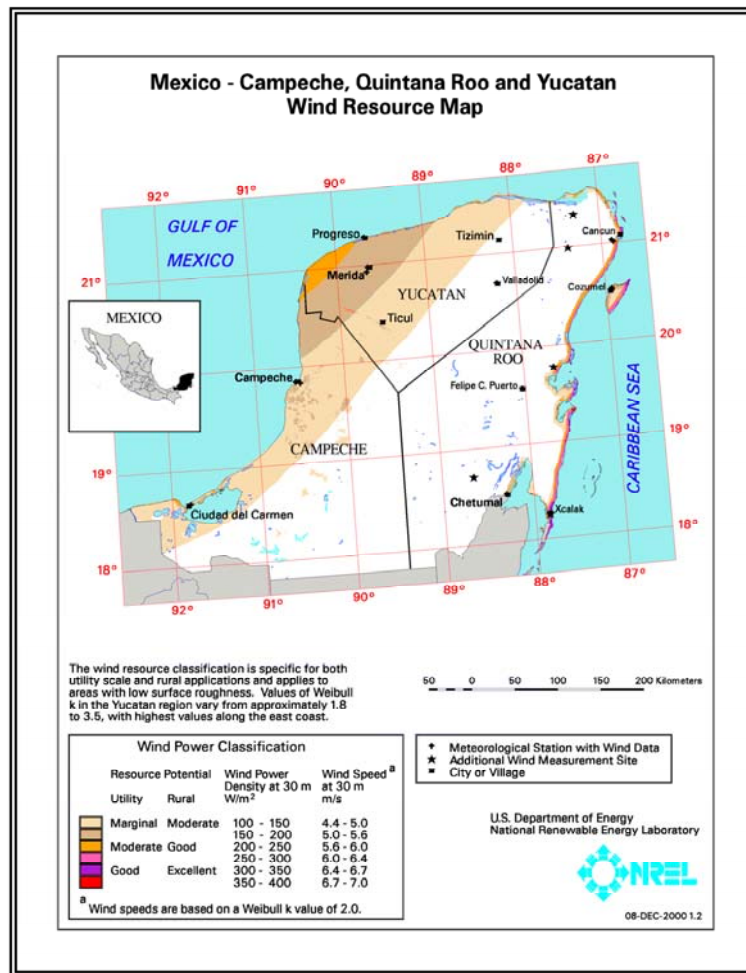 Mexico - Campeche, Quintana Roo and Yucatan
Wind Resource Map
92°
91°
90°
89°
88°
87°
GULF OF
MEXICO
Progreso
Tizimin
Cancun
21°
21°
Merida
YUCATAN
Valladolid
Cozumel
MEXICO
Ticul
QUINTANA
ROO
20°
Campeche
Felipe C. Puerto
CARIBBEAN SEA
CAMPECHE
19°
19°
Chetumal
Xcalak
Ciudad del Carmen
18°
18°
92°
91°
90°
89°
88°
87°
The wind resource classification is specific for both
utility scale and rural applications and applies to
areas with low surface roughness. Values of Weibull
k in the Yucatan region vary from approximately 1.8
to 3.5, with highest values along the east coast.
50 0 50 100 150 200 Kilometers
Wind Power Classification
Resource Potential Wind Power Wind Speed a
Density at 30 m at 30 m
Utility Rural W/m2 m/s
Marginal Moderate 100 - 150 4.4 - 5.0
150 - 200 5.0 - 5.6
Moderate Good 200 - 250 5.6 - 6.0
250 - 300 6.0 - 6.4
Good Excellent 300 - 350 6.4 - 6.7
350 - 400 6.7 - 7.0
a Wind speeds are based on a Weibull k value of 2.0.
Meteorological Station with Wind Data
Additional Wind Measurement Site
City or Village
U.S. Department of Energy
National Renewable Energy Laboratory
NREL
08-DEC-2000 1.2